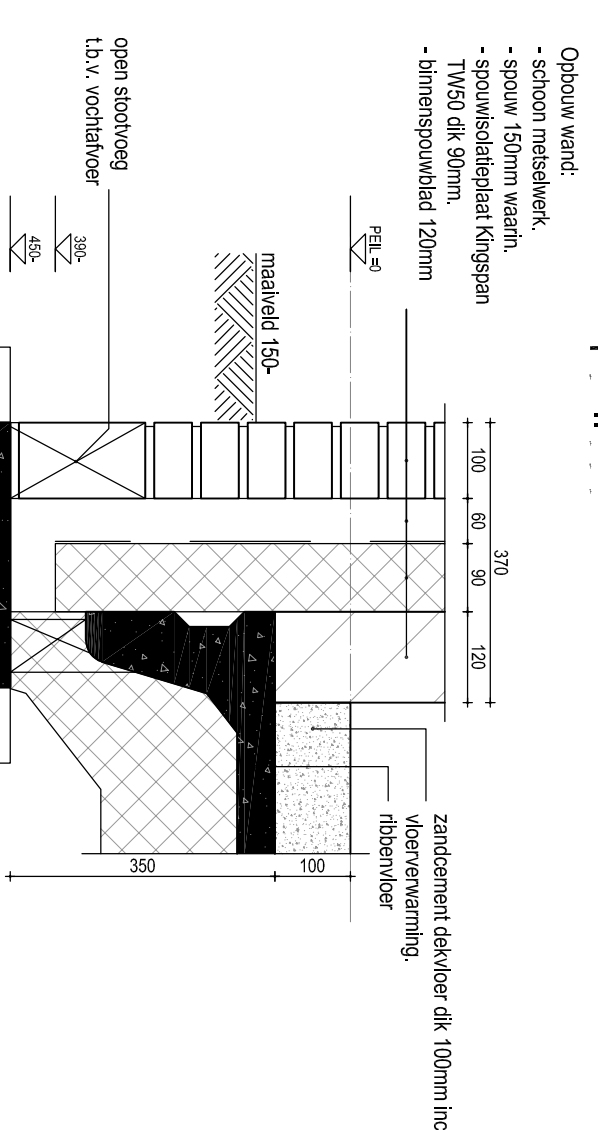 Opbouw wand:
- schoon metselwerk.
- spouw 150mm waarin.
- spouwisolatieplaat Kingspan
TW50 dik 90mm.
- binnenspouwblad 120mm
PEIL =0
maaiveld 150-
390-
450-
open stootvoeg
t.b.v. vochtafvoer
370
100
60
90
120
zandcement dekvloer dik 100mm inc
vloerverwarming.
ribbenvloer
350
100